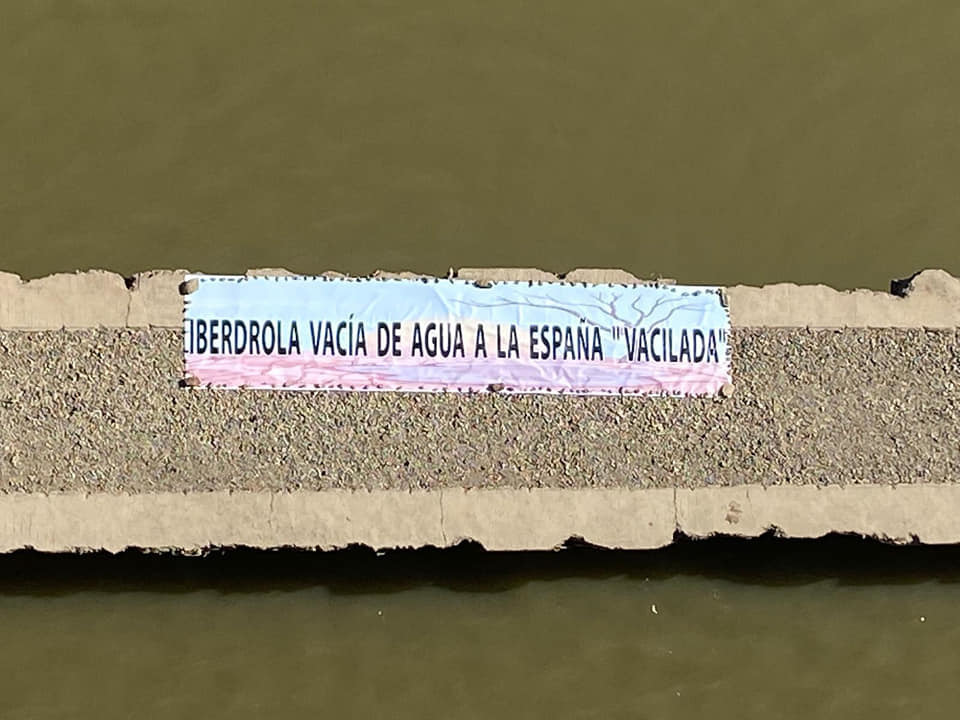 IBERDROLA VACÍA DE AGUA A LA ESPAÑA "VACILADA"